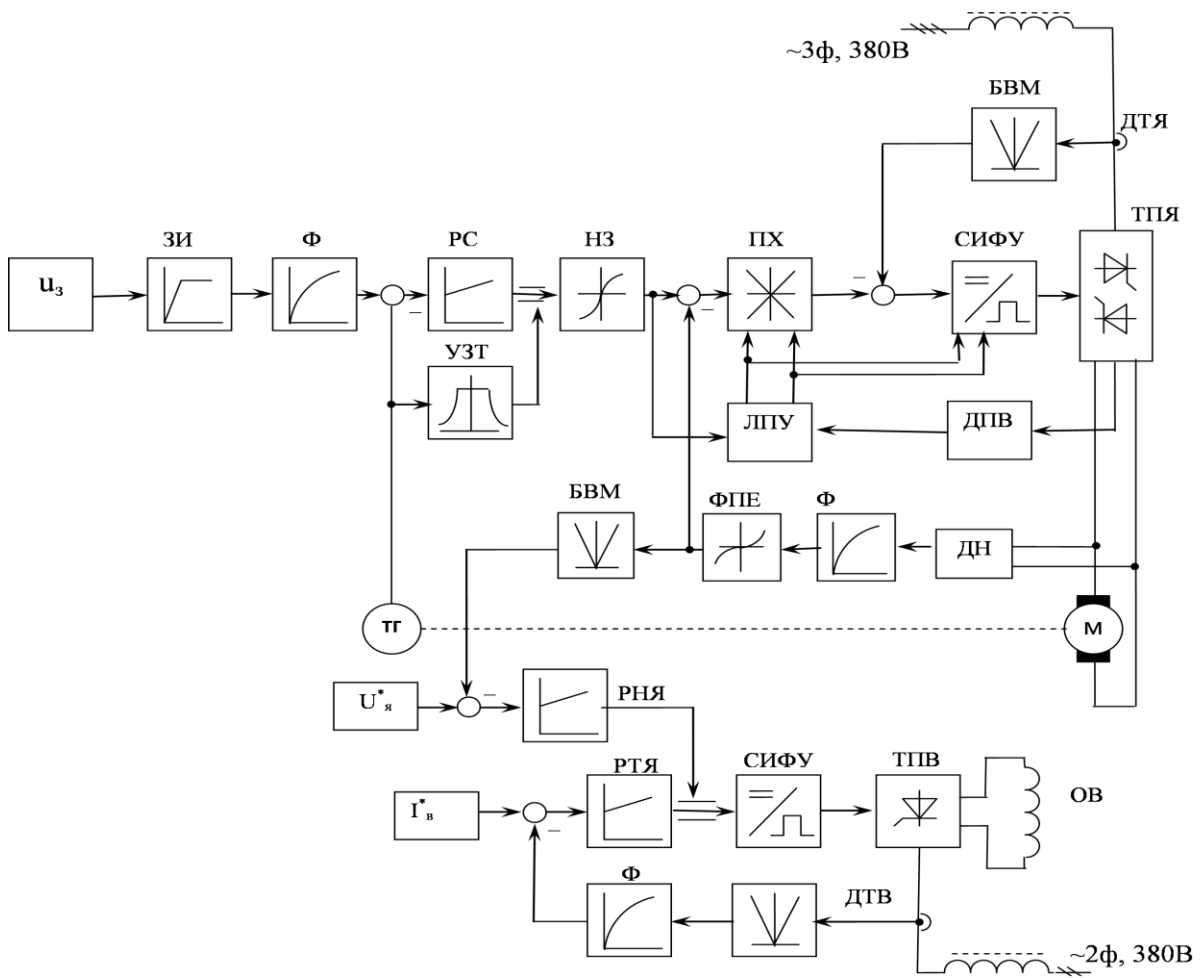 ~3ф, 380В
БВМ
ДТЯ
ТПЯ
ЗИ
Ф
РС
НЗ
ПХ
СИФУ
uз
–
–
–
УЗТ
ЛПУ
ДПВ
БВМ
ФПЕ
Ф
ДН
тг
м
U*я
–
РНЯ
РТЯ
СИФУ
ТПВ
ОВ
I*в
–
Ф
ДТВ
~2ф, 380В